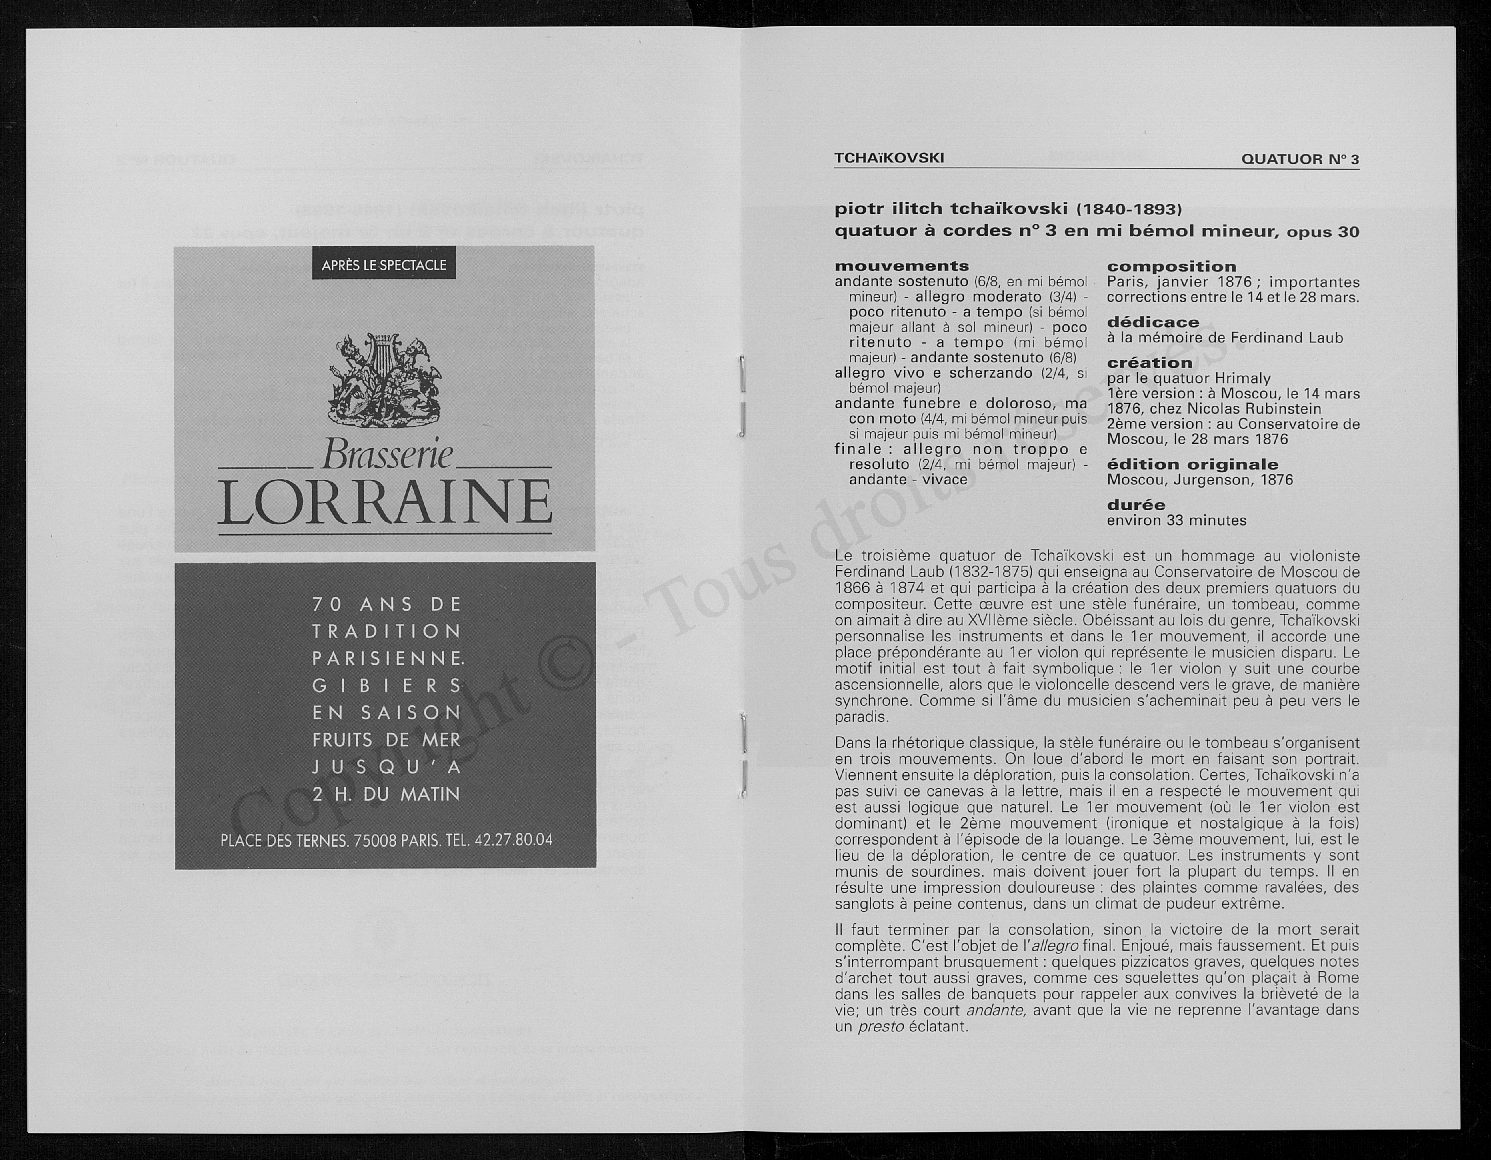 APRÈS LE SPECTACLE
Brasserie
LORRAINE
70 ANS DE
TRADITION
PARISIENNE.
GIBIERS
EN SAISON
FRUITS DE MER
JUSQU'A
2 H. DU MATIN
PLACE DES TERNES. 75008 PARIS. TEL. 42.27.80.04
TCHAïKOVSKI QUATUOR N° 3
piotr ilitch tchaïkovski (1840-1893)
quatuor à cordes n° 3 en mi bémol mineur, opus 30
mouvements
andante sostenuto (6/8, en mi bémol
mineur) - allegro moderato (3/4) -
poco ritenuto - a tempo (si bémol
majeur allant à sol mineur) - poco
ritenuto - a tempo (mi bémol
majeur) - andante sostenuto (6/8)
allegro vivo e scherzando (2/4, si
bémol majeur)
andante funebre e doloroso, ma
con moto (4/4, mi bémol mineur puis
si majeur puis mi bémol mineur)
finale : allegro non troppo e
resoluto (2/4, mi bémol majeur) -
andante - vivace
composition
Paris, janvier 1876 ; importantes
corrections entre le 14 et le 28 mars.
dédicace
à la mémoire de Ferdinand Laub
création
par le quatuor Hrimaly
1ère version : à Moscou, le 14 mars
1876, chez Nicolas Rubinstein
2ème version : au Conservatoire de
Moscou, le 28 mars 1876
édition originale
Moscou, Jurgenson, 1876
durée
environ 33 minutes
Le troisième quatuor de Tchaïkovski est un hommage au violoniste
Ferdinand Laub (1832-1875) qui enseigna au Conservatoire de Moscou de
1866 à 1874 et qui participa à la création des deux premiers quatuors du
compositeur. Cette œuvre est une stèle funéraire, un tombeau, comme
on aimait à dire au XVIIème siècle. Obéissant au lois du genre, Tchaïkovski
personnalise les instruments et dans le 1er mouvement, il accorde une
place prépondérante au 1er violon qui représente le musicien disparu. Le
motif initial est tout à fait symbolique : le 1er violon y suit une courbe
ascensionnelle, alors que le violoncelle descend vers le grave, de manière
synchrone. Comme si l'âme du musicien s'acheminait peu à peu vers le
paradis.
Dans la rhétorique classique, la stèle funéraire ou le tombeau s'organisent
en trois mouvements. On loue d'abord le mort en faisant son portrait.
Viennent ensuite la déploration, puis la consolation. Certes, Tchaïkovski n'a
pas suivi ce canevas à la lettre, mais il en a respecté le mouvement qui
est aussi logique que naturel. Le 1er mouvement (où le 1er violon est
dominant) et le 2ème mouvement (ironique et nostalgique à la fois)
correspondent à l'épisode de la louange. Le 3ème mouvement, lui, est le
lieu de la déploration, le centre de ce quatuor. Les instruments y sont
munis de sourdines. mais doivent jouer fort la plupart du temps. Il en
résulte une impression douloureuse : des plaintes comme ravalées, des
sanglots à peine contenus, dans un climat de pudeur extrême.
Il faut terminer par la consolation, sinon la victoire de la mort serait
complète. C'est l'objet de l'allegro final. Enjoué, mais faussement. Et puis
s'interrompant brusquement : quelques pizzicatos graves, quelques notes
d'archet tout aussi graves, comme ces squelettes qu'on plaçait à Rome
dans les salles de banquets pour rappeler aux convives la brièveté de la
vie; un très court andante, avant que la vie ne reprenne l'avantage dans
un presto éclatant.
Copyright © - Tous droits réservés.